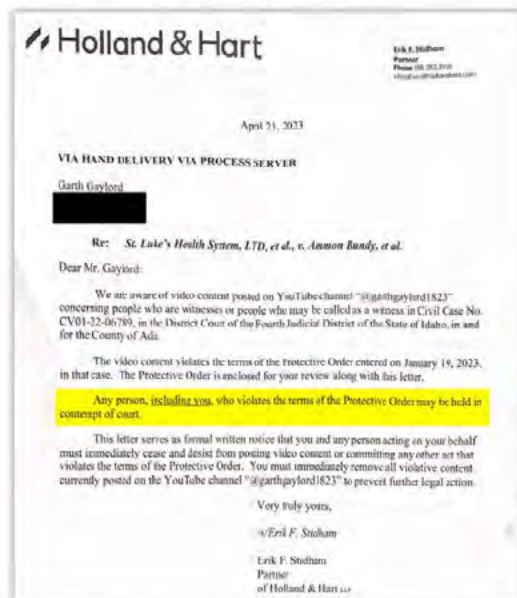 Holland & Hart
Erik F. Stidham
Partner
Phone
April 21, 2023
VIA HAND DELIVERY VIA PROCESS SERVER
Garth Gaylord
Re: St. Luke's Health System, LTD, et al., v. Ammon Bundy, et al.
Dear Mr. Gaylord:
We are aware of video content posted on YouTube channel "@garthgaylord1823"
concerning people who are witnesses or people who may be called as a witness in Civil Case No.
CV01-22-06789, in the District Court of the Fourth Judicial District of the State of Idaho, in and
for the County of Ada.
The video content violates the terms of the Protective Order entered on January 19, 2023,
in that case. The Protective Order is enclosed for your review along with this letter.
Any person, including you, who violates the terms of the Protective Order may be held in
contempt of court.
This letter serves as formal written notice that you and any person acting on your behalf
must immediately cease and desist from posting video content or committing any other act that
violates the terms of the Protective Order. You must immediately remove all violative content
currently posted on the YouTube channel "@garthgaylord1823" to prevent further legal action.
Very truly yours,
s/Erik F. Stidham
Erik F. Stidham
Partner
of Holland & Hart LLP